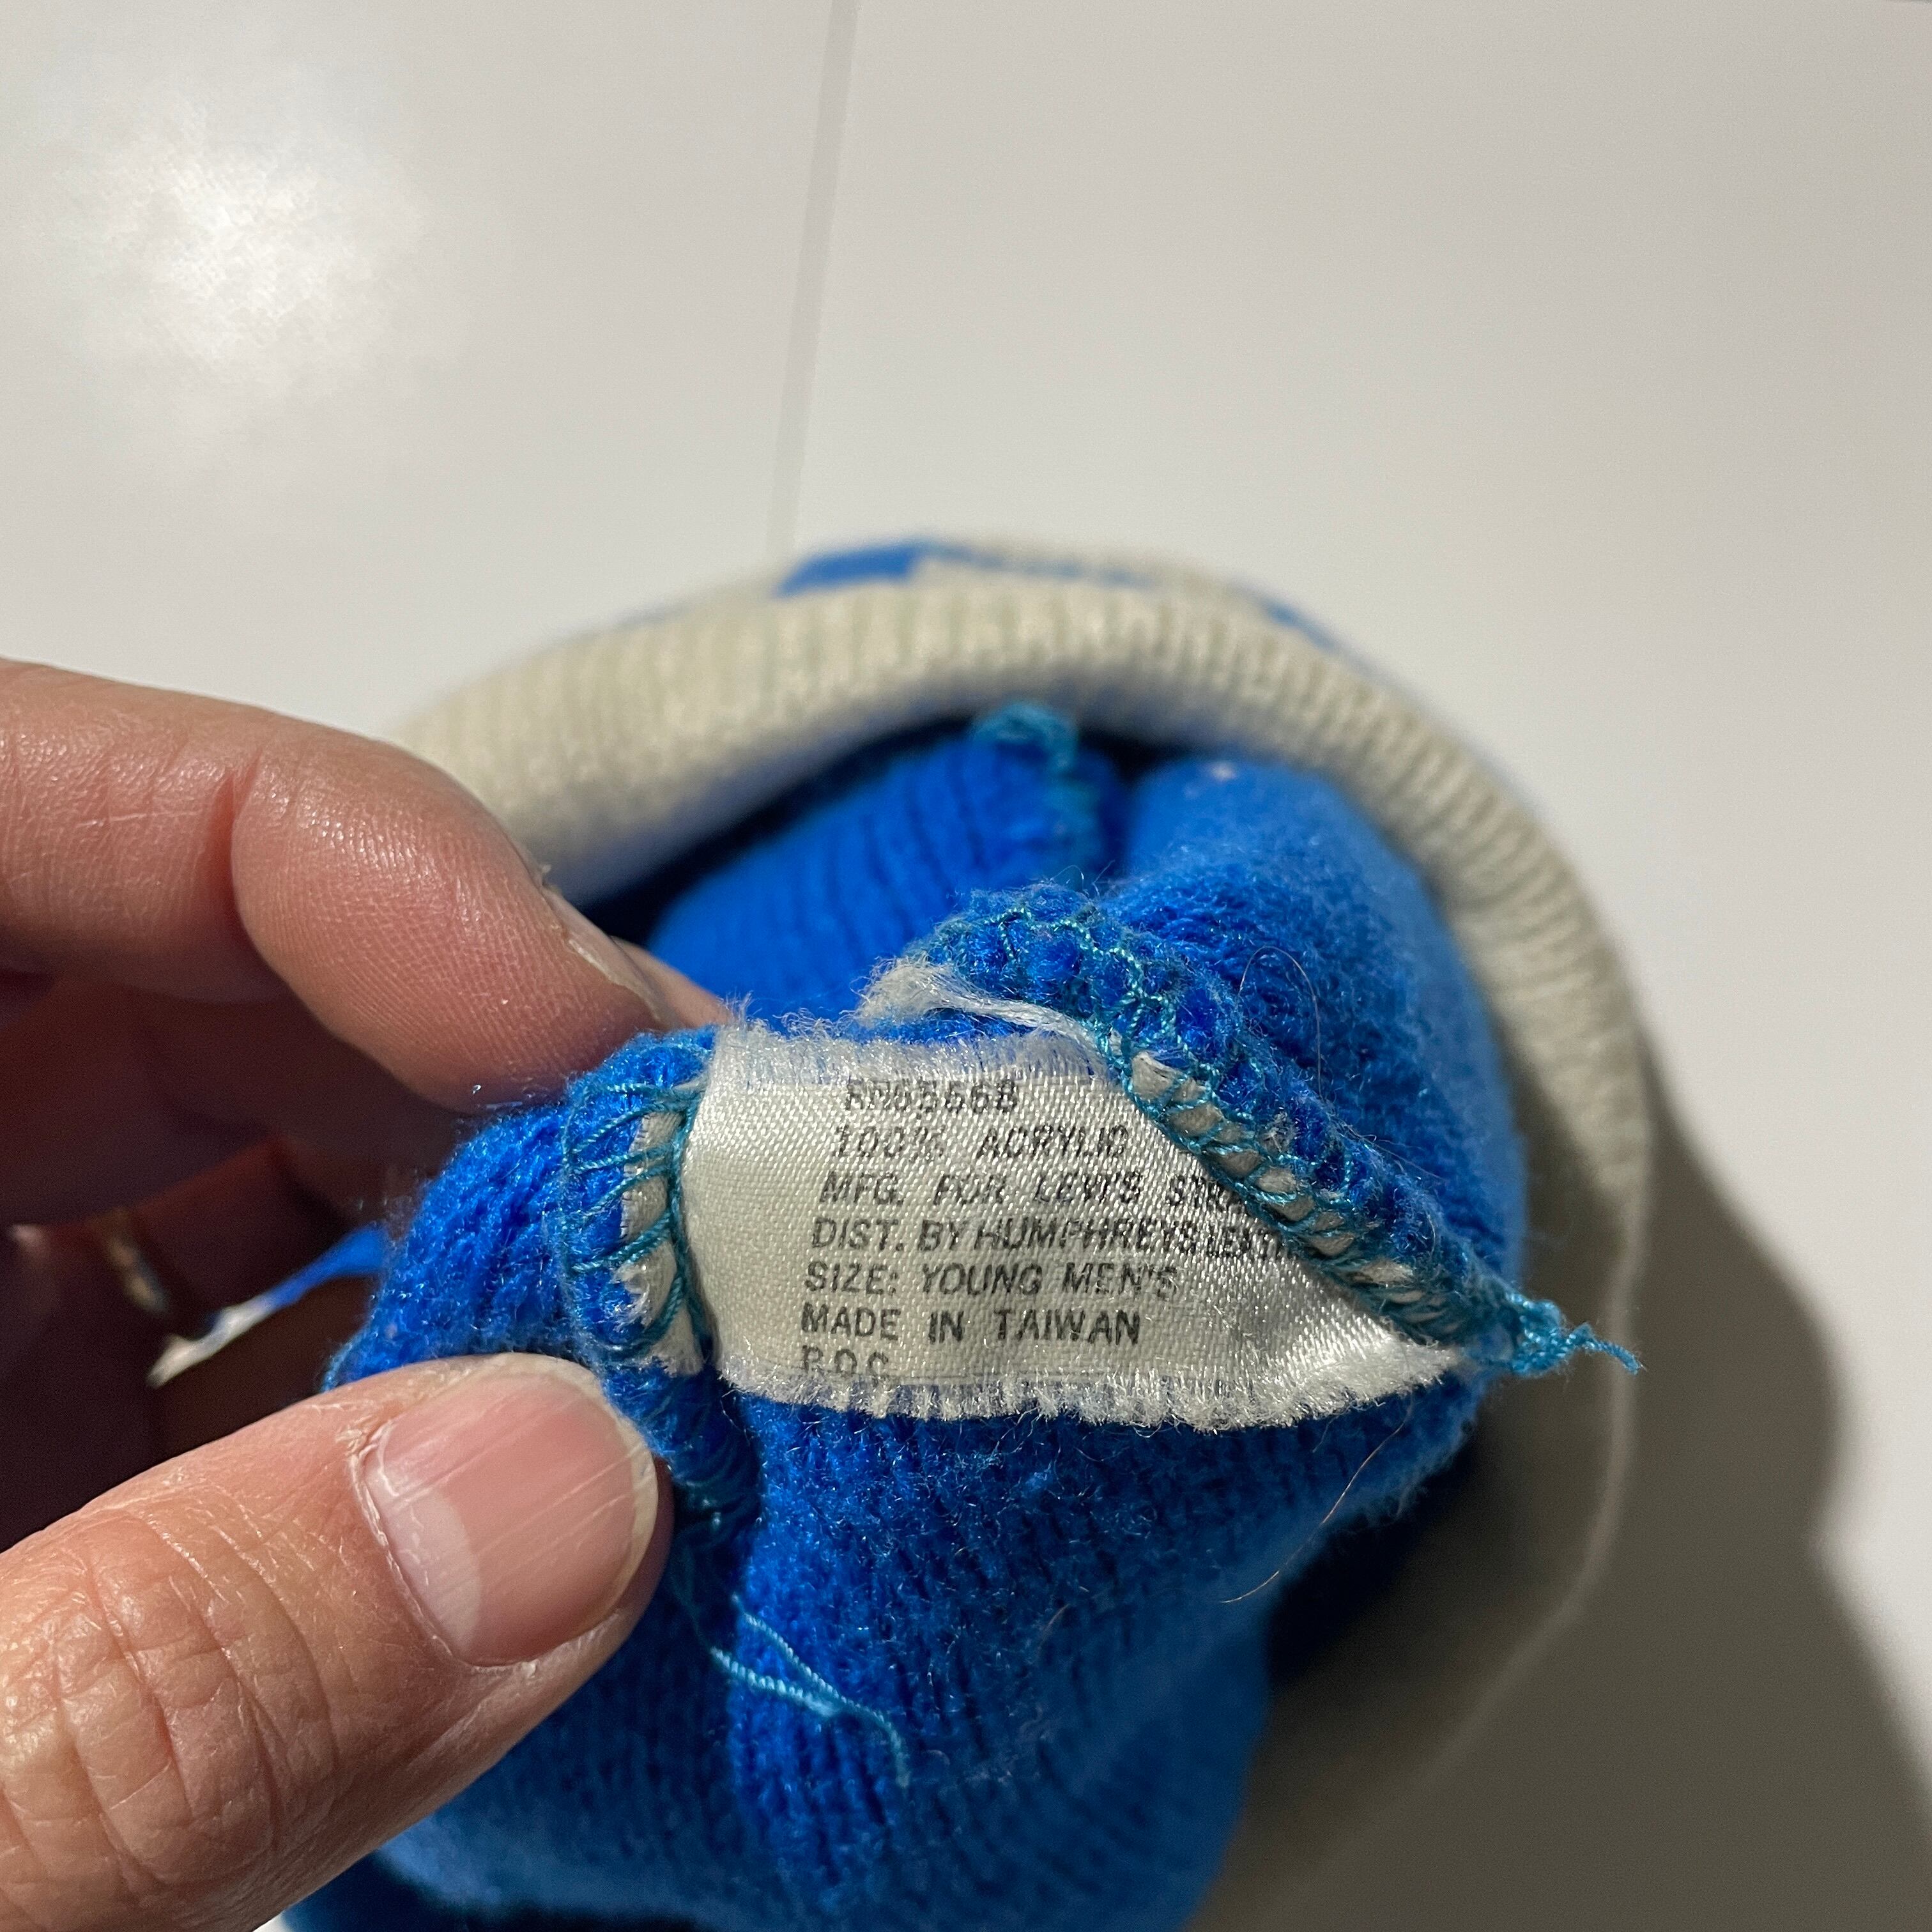 100% ACRYLIC
MFG. FOR LEVI'S
DIST. BY HUMPHREYS
SIZE: YOUNG MEN'S
MADE IN TAIWAN
R.O.C